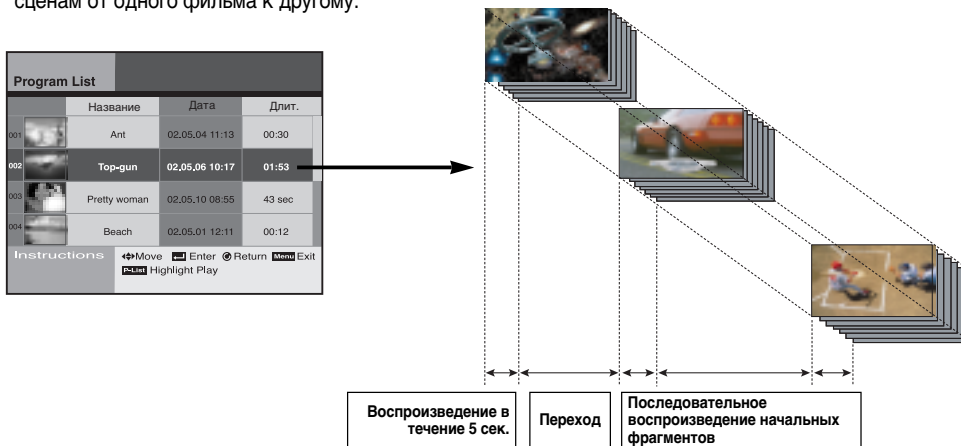 сценам от одного фильма к другому.
Program List
Название Дата Длит.
001 Ant 02.05.04 11:13 00:30
002 Top-gun 02.05.06 10:17 01:53
003 Pretty woman 02.05.10 08:55 43 sec
004 Beach 02.05.01 12:11 00:12
Instructions Move Enter Return Menu Exit
P-List Highlight Play
Воспроизведение в
течение 5 сек.
Переход
Последовательное
воспроизведение начальных
фрагментов